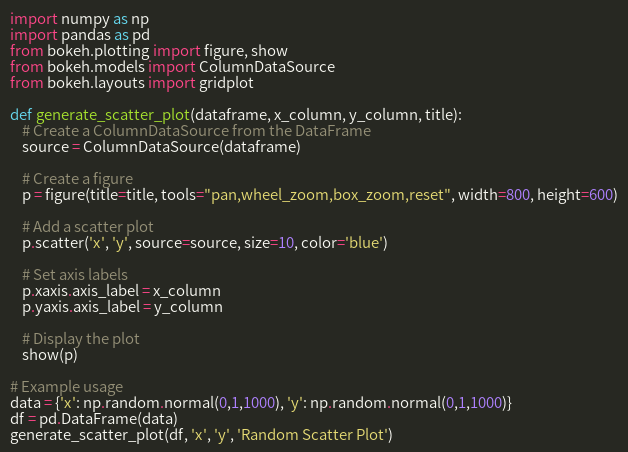 import numpy as np
import pandas as pd
from bokeh.plotting import figure, show
from bokeh.models import ColumnDataSource
from bokeh.layouts import gridplot

def generate_scatter_plot(dataframe, x_column, y_column, title):
    # Create a ColumnDataSource from the DataFrame
    source = ColumnDataSource(dataframe)

    # Create a figure
    p = figure(title=title, tools="pan,wheel_zoom,box_zoom,reset", width=800, height=600)

    # Add a scatter plot
    p.scatter('x', 'y', source=source, size=10, color='blue')

    # Set axis labels
    p.xaxis.axis_label = x_column
    p.yaxis.axis_label = y_column

    # Display the plot
    show(p)

# Example usage
data = {'x': np.random.normal(0,1,1000), 'y': np.random.normal(0,1,1000)}
df = pd.DataFrame(data)
generate_scatter_plot(df, 'x', 'y', 'Random Scatter Plot')